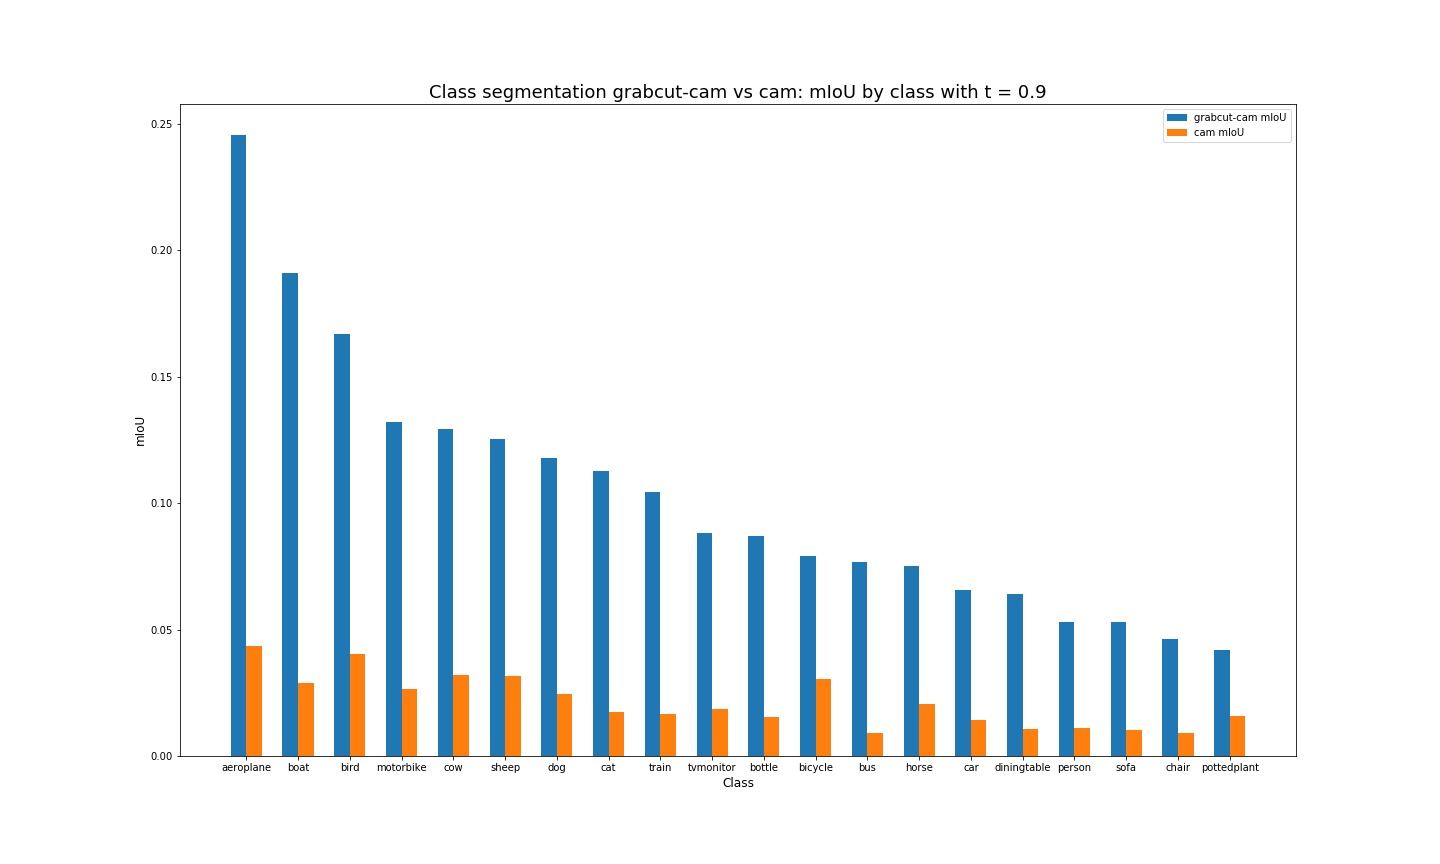 Class segmentation grabcut-cam vs cam: mIoU by class with t = 0.9
grabcut-cam mIoU
cam mIoU
0.25
0.20
0.15
0.10
0.05
0.00
mIoU
aeroplane boat bird motorbike cow sheep dog cat train tvmonitor bottle bicycle bus horse car diningtable person sofa chair pottedplant
Class